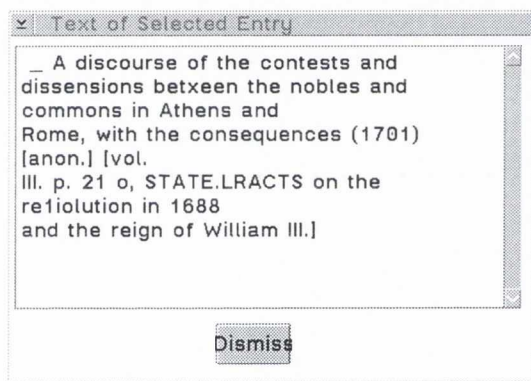 Text of Selected Entry
_ A discourse of the contests and
dissensions betxeen the nobles and
commons in Athens and
Rome, with the consequences (1701)
[anon.] [vol.
III. p. 21 o, STATE.LRACTS on the
re1iolution in 1688
and the reign of William III.]
Dismiss